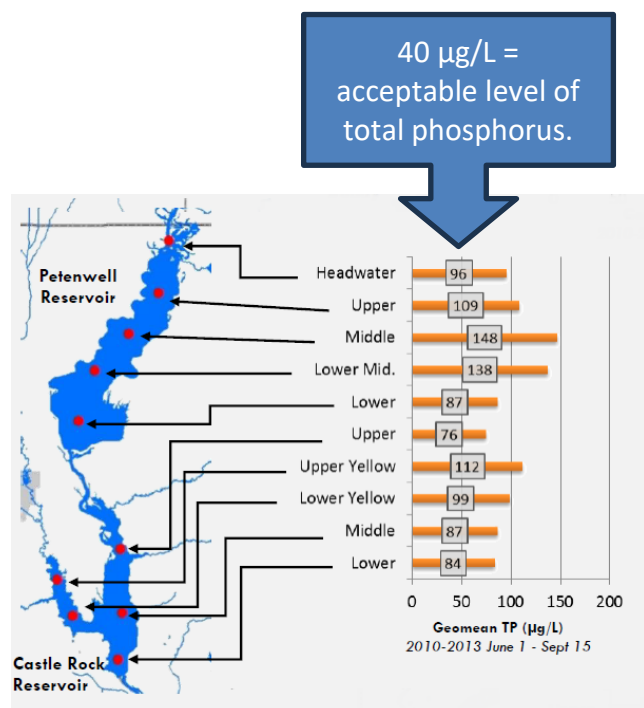 40 µg/L =
acceptable level of
total phosphorus.
Petenwell
Reservoir
Headwater
96
Upper
109
Middle
148
Lower Mid.
138
Lower
87
Upper
76
Upper Yellow
112
Lower Yellow
99
Middle
87
Lower
84
0 50 100 150 200
Geomean TP (µg/L)
2010-2013 June 1 - Sept 15
Castle Rock
Reservoir